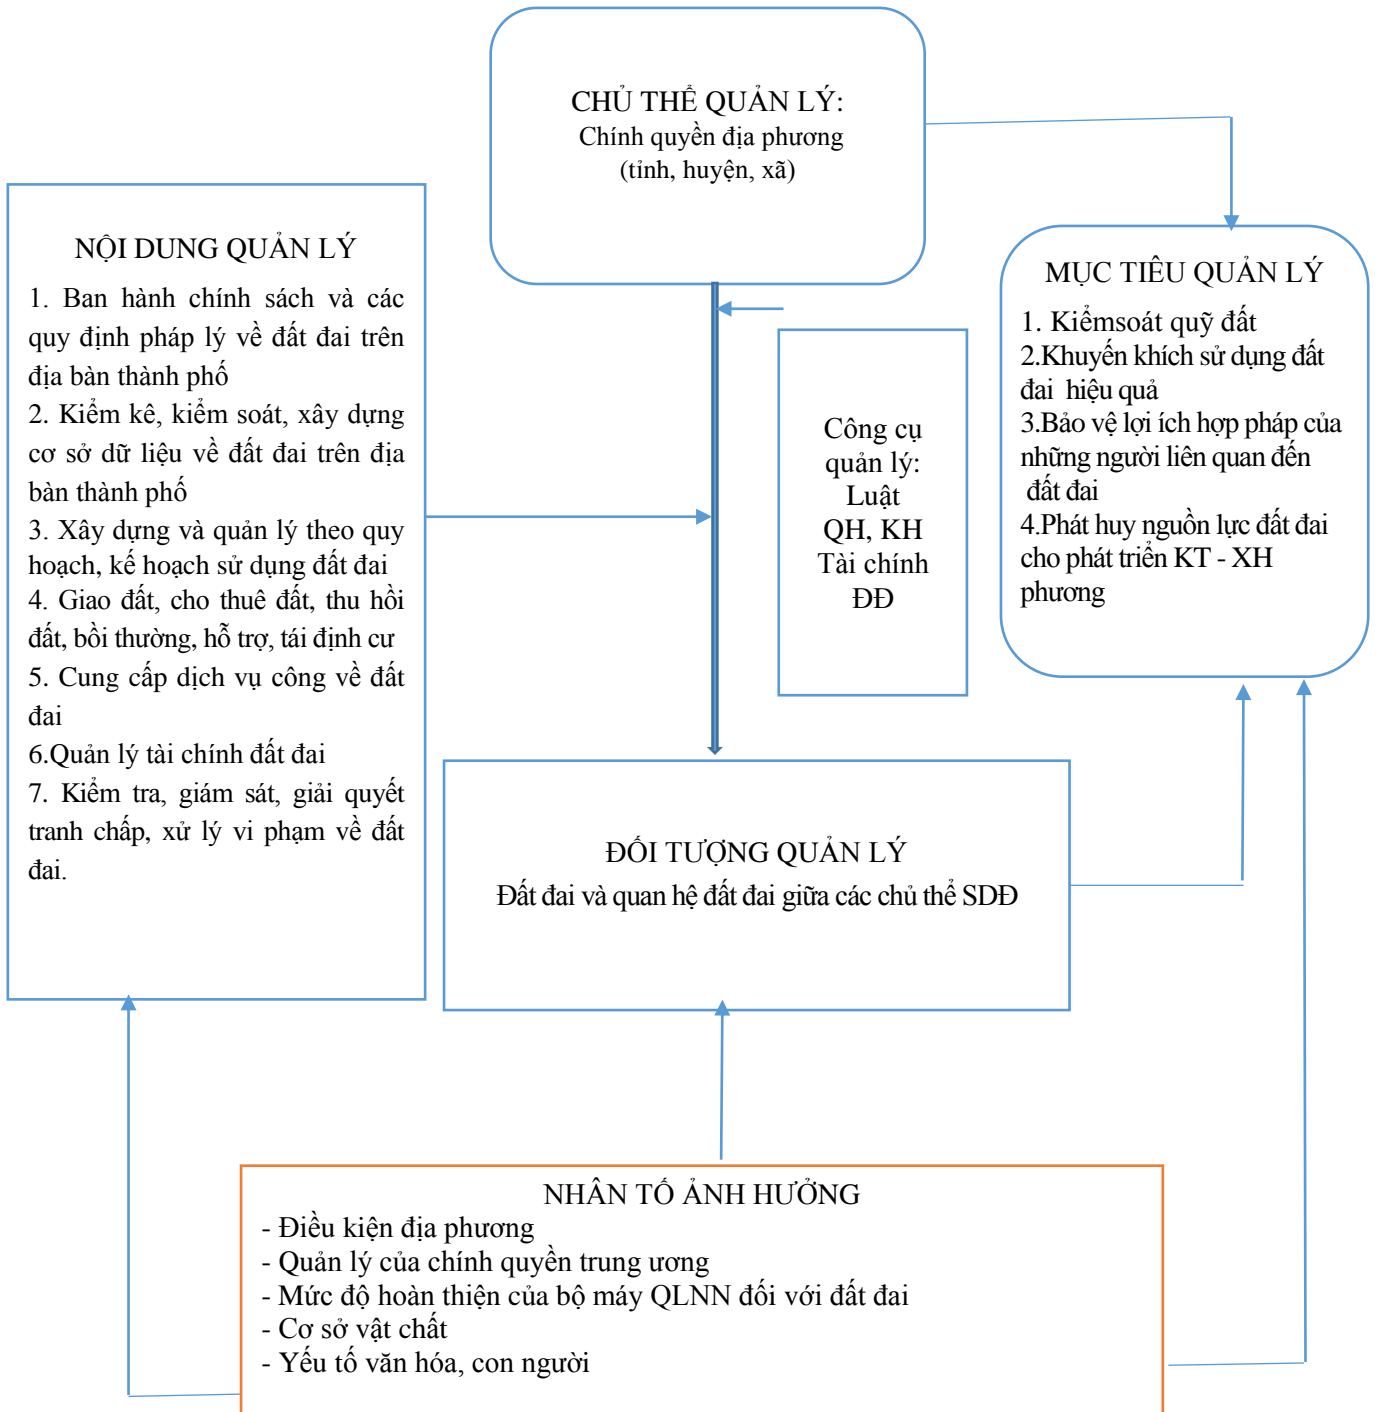 CHỦ THỂ QUẢN LÝ:
Chính quyền địa phương
(tỉnh, huyện, xã)
NỘI DUNG QUẢN LÝ
1. Ban hành chính sách và các
quy định pháp lý về đất đai trên
địa bàn thành phố
2. Kiểm kê, kiểm soát, xây dựng
cơ sở dữ liệu về đất đai trên địa
bàn thành phố
3. Xây dựng và quản lý theo quy
hoạch, kế hoạch sử dụng đất đai
4. Giao đất, cho thuê đất, thu hồi
đất, bồi thường, hỗ trợ, tái định cư
5. Cung cấp dịch vụ công về đất
đai
6.Quản lý tài chính đất đai
7. Kiểm tra, giám sát, giải quyết
tranh chấp, xử lý vi phạm về đất
đai.
Công cụ
quản lý:
Luật
QH, KH
Tài chính
ĐĐ
MỤC TIÊU QUẢN LÝ
1. Kiểmsoát quỹ đất
2.Khuyến khích sử dụng đất
đai hiệu quả
3.Bảo vệ lợi ích hợp pháp của
những người liên quan đến
đất đai
4.Phát huy nguồn lực đất đai
cho phát triển KT - XH
phương
ĐỐI TƯỢNG QUẢN LÝ
Đất đai và quan hệ đất đai giữa các chủ thể SDĐ
NHÂN TỐ ẢNH HƯỞNG
- Điều kiện địa phương
- Quản lý của chính quyền trung ương
- Mức độ hoàn thiện của bộ máy QLNN đối với đất đai
- Cơ sở vật chất
- Yếu tố văn hóa, con người